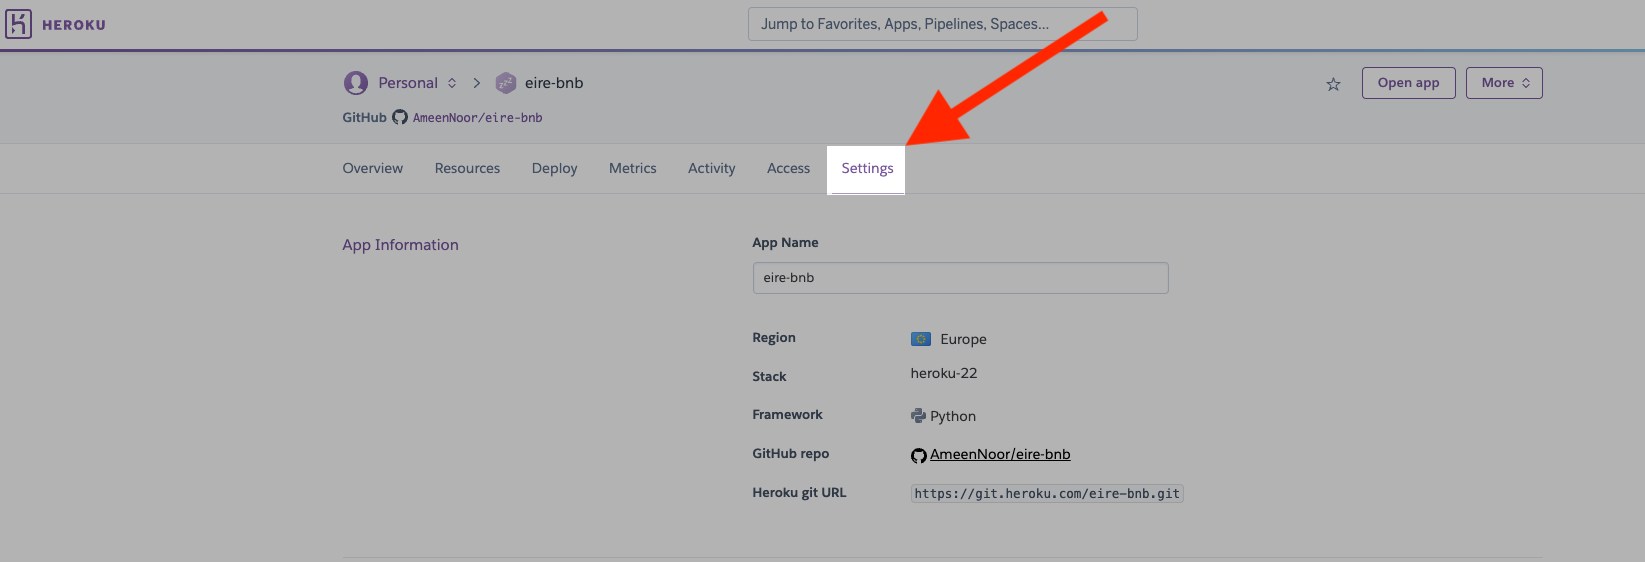 HEROKU
Jump to Favorites, Apps, Pipelines, Spaces...
Personal eire-bnb
Open app
More
GitHub AmeenNoor/eire-bnb
Overview Resources Deploy Metrics Activity Access Settings
App Information
App Name
eire-bnb
Region Europe
Stack heroku-22
Framework Python
GitHub repo AmeenNoor/eire-bnb
Heroku git URL https://git.heroku.com/eire-bnb.git